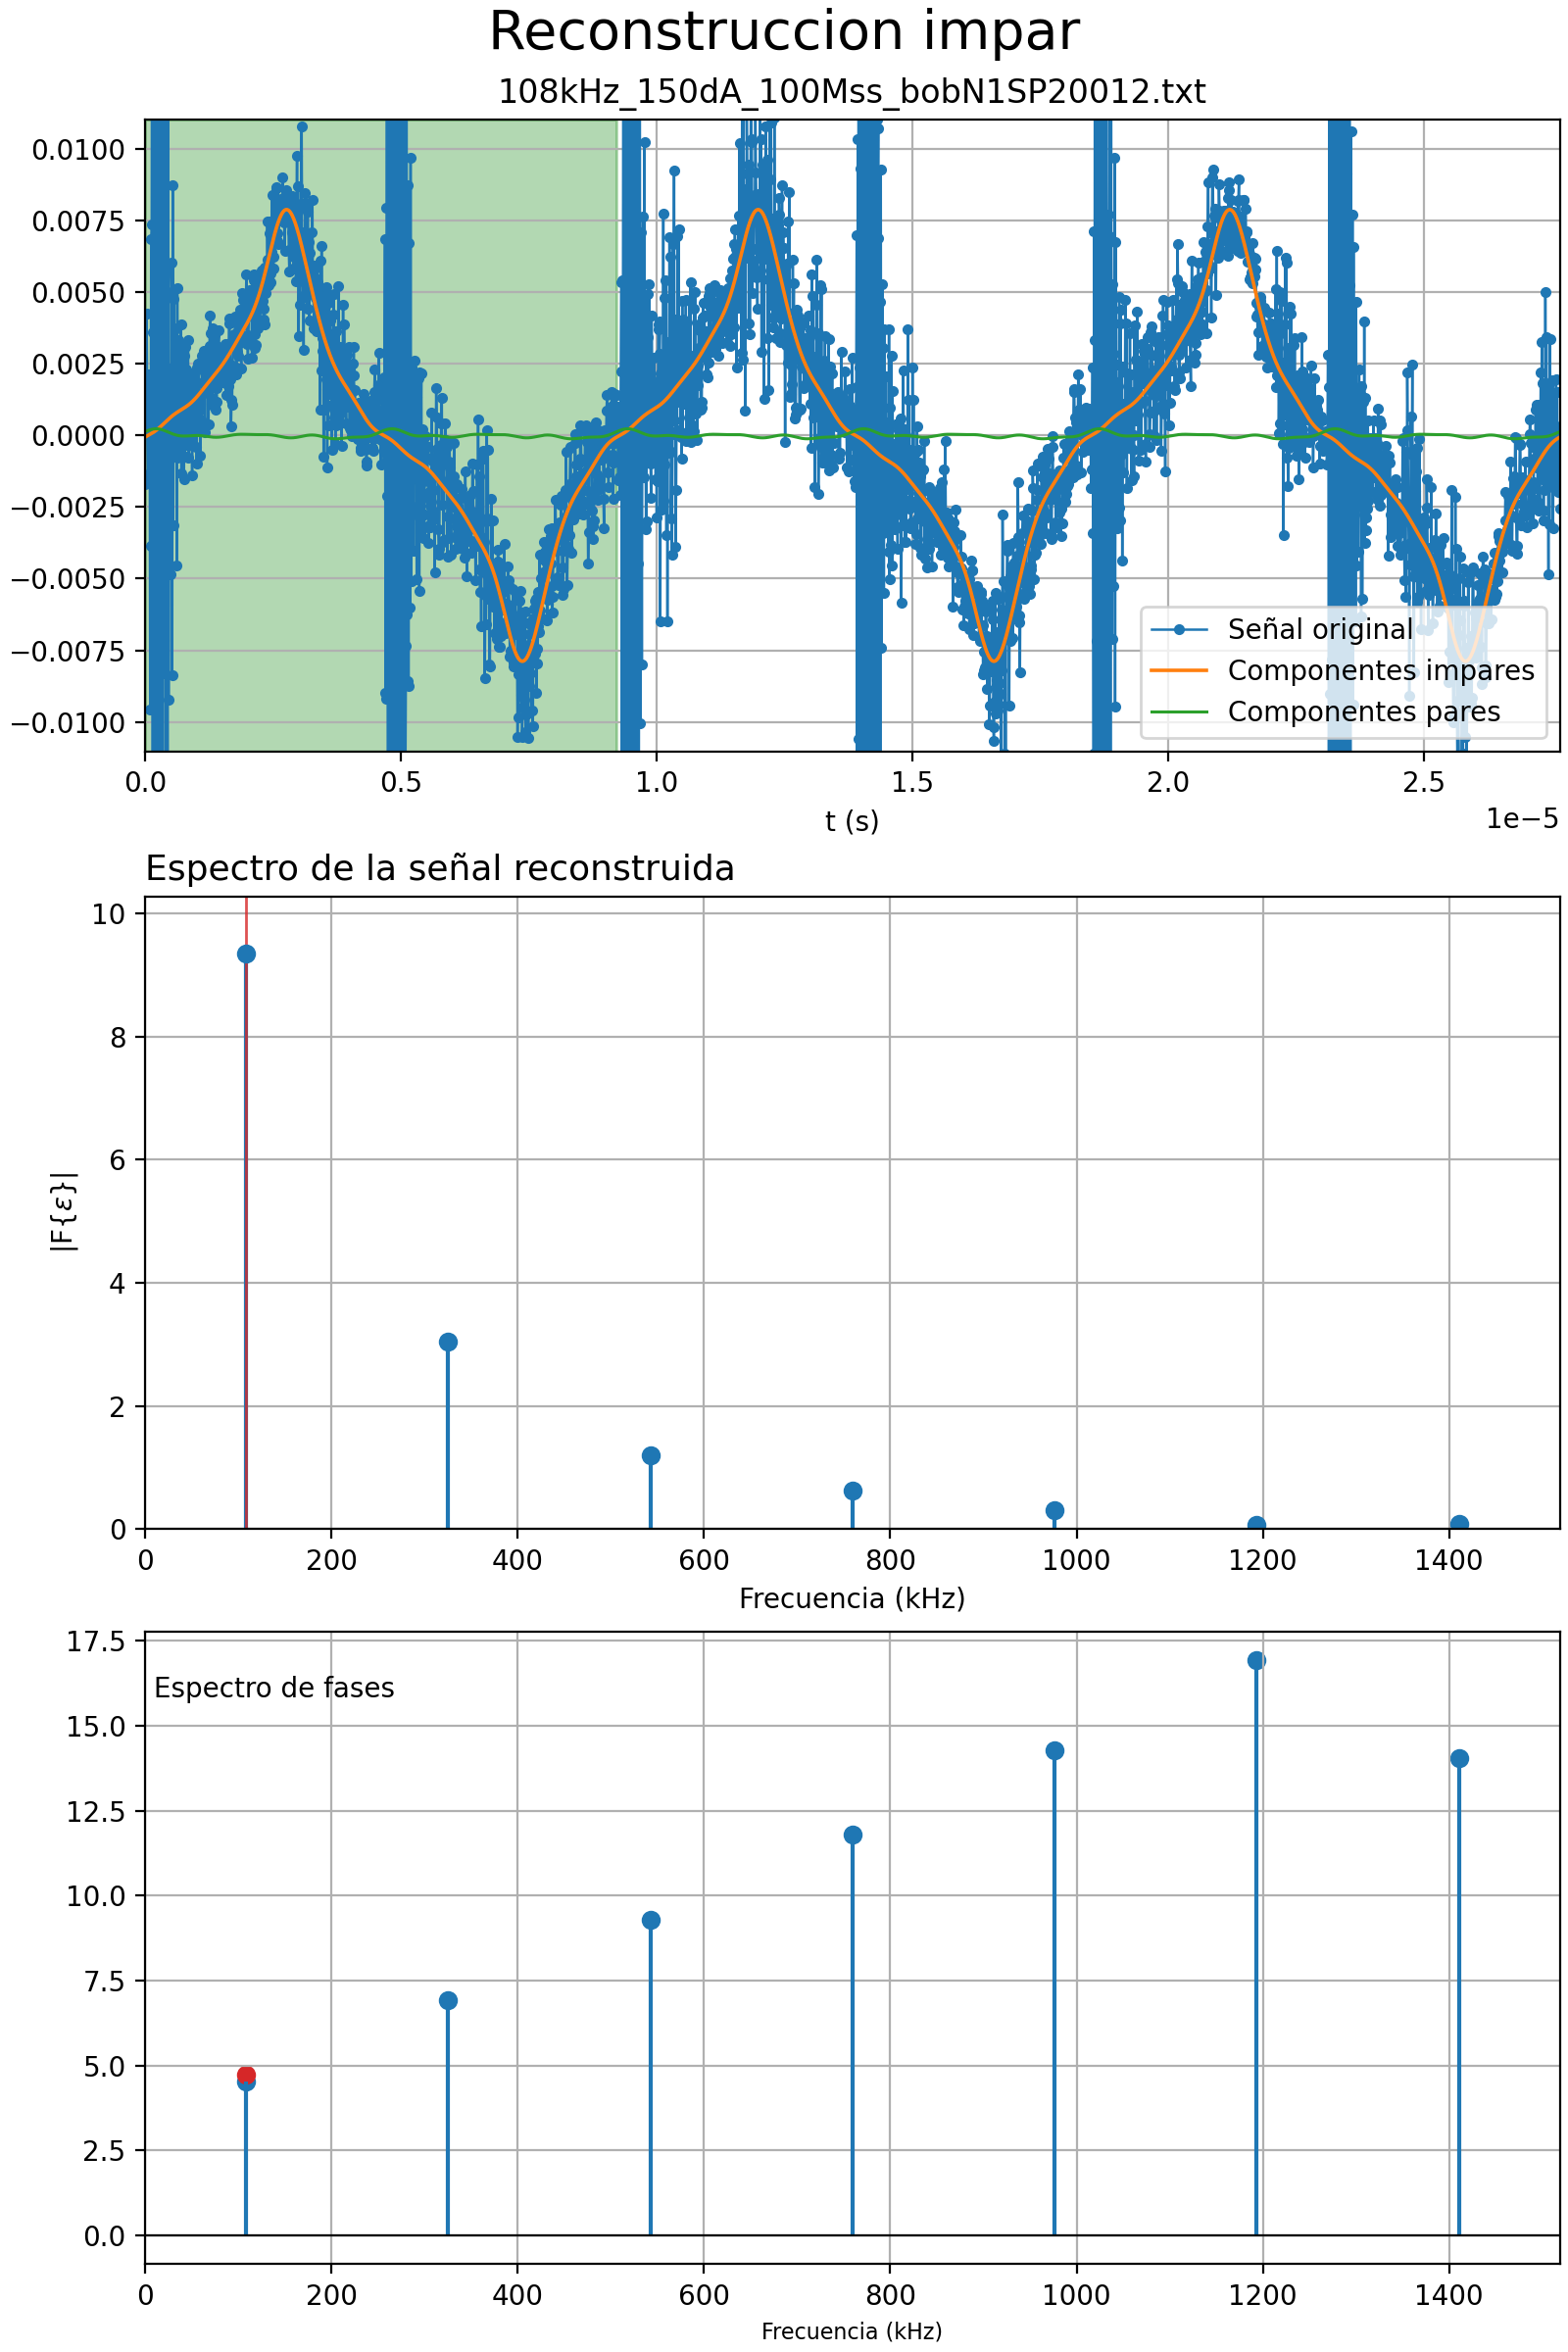 Reconstruccion impar
108kHz_150dA_100Mss_bobN1SP20012.txt
0.0100
0.0075
0.0050
0.0025
0.0000
−0.0025
−0.0050
−0.0075
−0.0100
Señal original
Componentes impares
Componentes pares
0.0 0.5 1.0 1.5 2.0 2.5
t (s)
1e−5
Espectro de la señal reconstruida
10
8
6
4
2
0
|F{ε}|
0 200 400 600 800 1000 1200 1400
Frecuencia (kHz)
17.5
15.0
12.5
10.0
7.5
5.0
2.5
0.0
Espectro de fases
0 200 400 600 800 1000 1200 1400
Frecuencia (kHz)